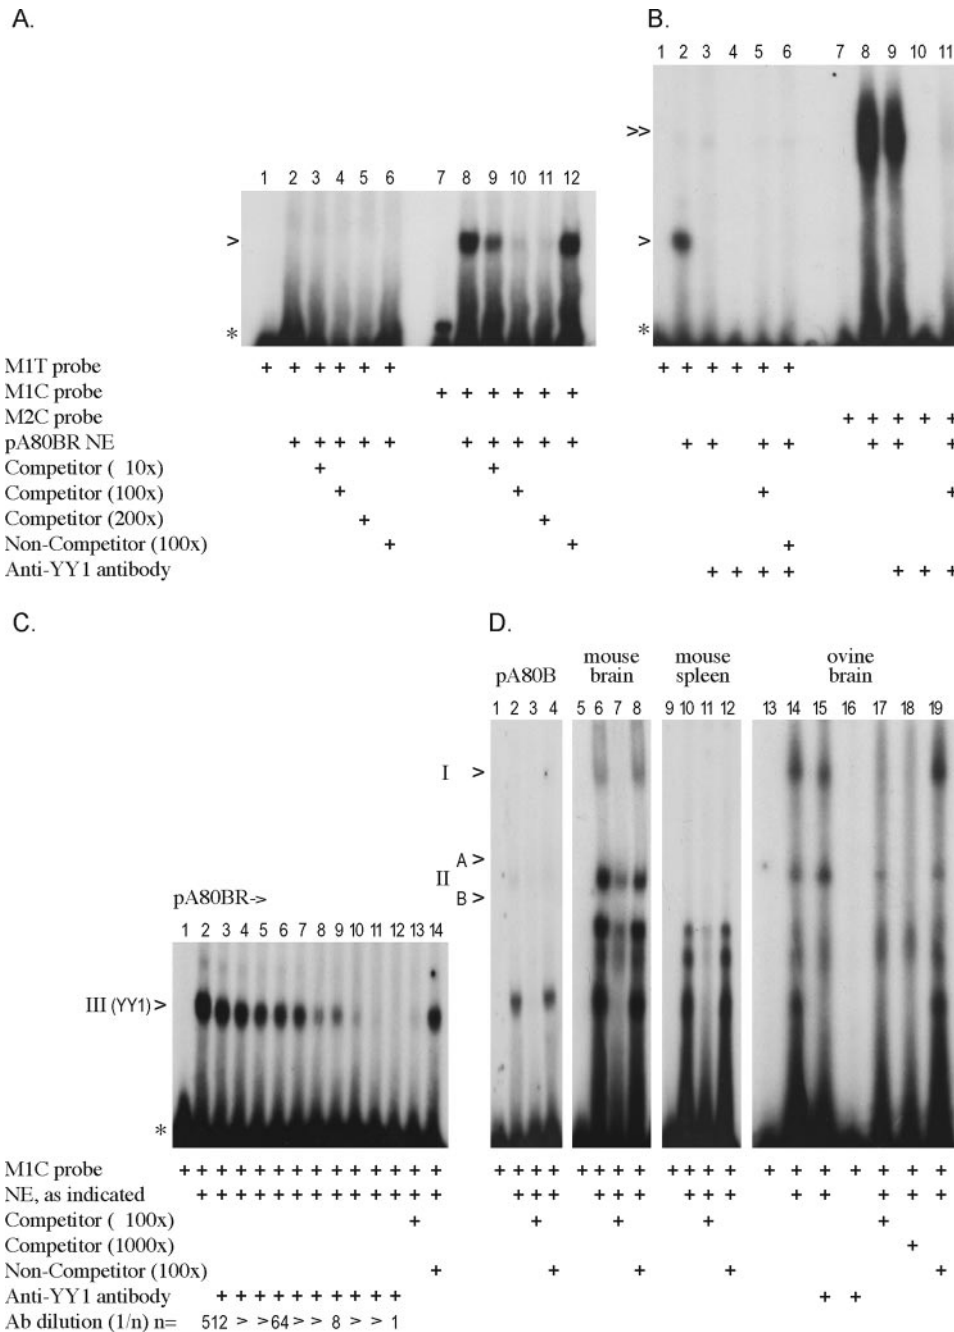 A.
B.
1 2 3 4 5 6 7 8 9 10 11
>>
1 2 3 4 5 6 7 8 9 10 11 12
>
>
*
*
M1T probe + + + + + + + + + + + +
M1C probe + + + + + +
M2C probe + + + + +
pA80BR NE + + + + + + + + + + + + + + + + +
Competitor ( 10x) + +
Competitor (100x) + + + +
Competitor (200x) + +
Non-Competitor (100x) + + +
Anti-YY1 antibody + + + + + + +
C.
D.
pA80B
mouse brain
mouse spleen
ovine brain
1 2 3 4 5 6 7 8 9 10 11 12 13 14 15 16 17 18 19
I >
A >
II
B >
pA80BR->
1 2 3 4 5 6 7 8 9 10 11 12 13 14
III (YY1) >
*
M1C probe + + + + + + + + + + + + + + + + + + + + + + + + + + + + + + + + +
NE, as indicated + + + + + + + + + + + + + + + + + + + + + + + + + + + +
Competitor ( 100x) + + + + +
Competitor (1000x) +
Non-Competitor (100x) + + + + +
Anti-YY1 antibody + + + + + + + + + + + +
Ab dilution (1/n) n= 512 > > 64 > > 8 > > 1